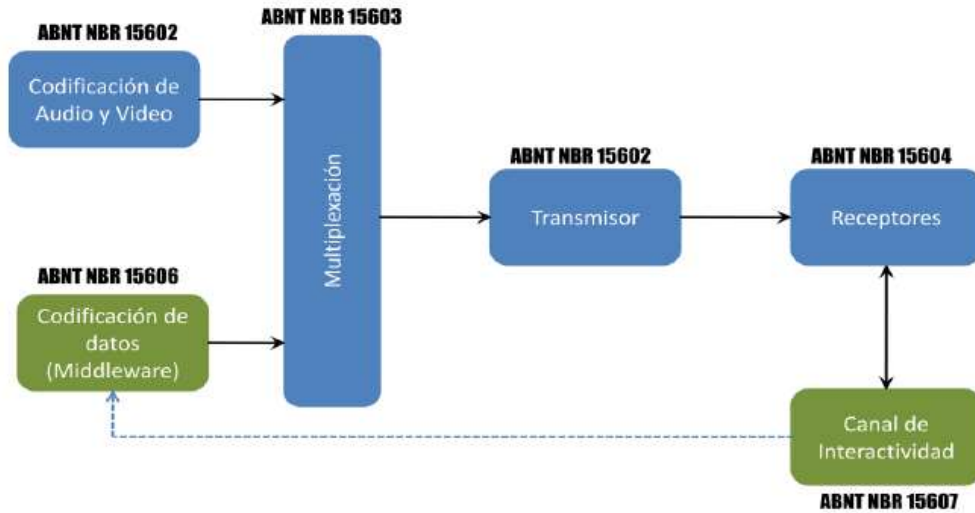 ABNT NBR 15603
ABNT NBR 15602
Codificación de
Audio y Video
Multiplexación
ABNT NBR 15602
Transmisor
ABNT NBR 15604
Receptores
ABNT NBR 15606
Codificación de
datos
(Middleware)
Canal de
Interactividad
ABNT NBR 15607